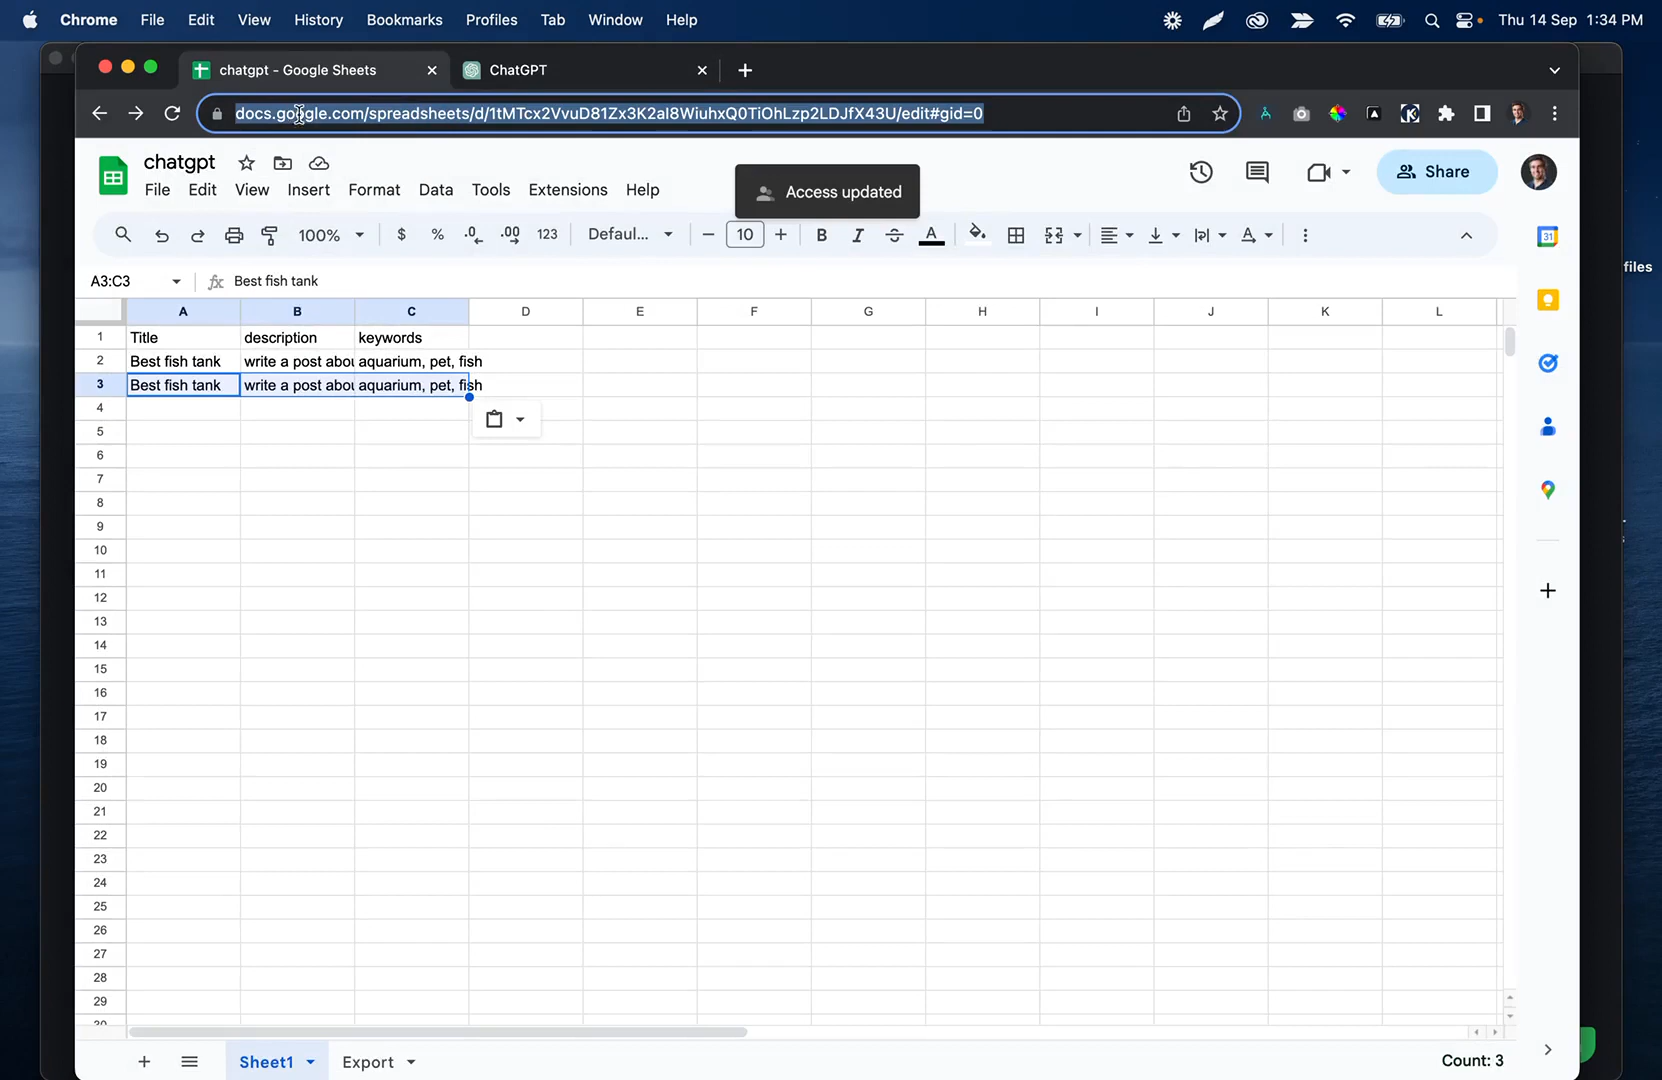 Chrome File Edit View History Bookmarks Profiles Tab Window Help Thu 14 Sep 1:34 PM
chatgpt - Google Sheets ChatGPT
docs.google.com/spreadsheets/d/1tMTcx2VvuD81Zx3K2al8WiuhxQ0TiOhLzp2LDJfX43U/edit#gid=0
chatgpt
File Edit View Insert Format Data Tools Extensions Help
Access updated
Share
100% $ % .0 .00 123 Defaul... 10 B I A
A3:C3 fx Best fish tank
files
A B C D E F G H I J K L
1 Title description keywords
2 Best fish tank write a post abou aquarium, pet, fish
3 Best fish tank write a post abou aquarium, pet, fish
4
5
6
7
8
9
10
11
12
13
14
15
16
17
18
19
20
21
22
23
24
25
26
27
28
29
30
Sheet1 Export Count: 3
31